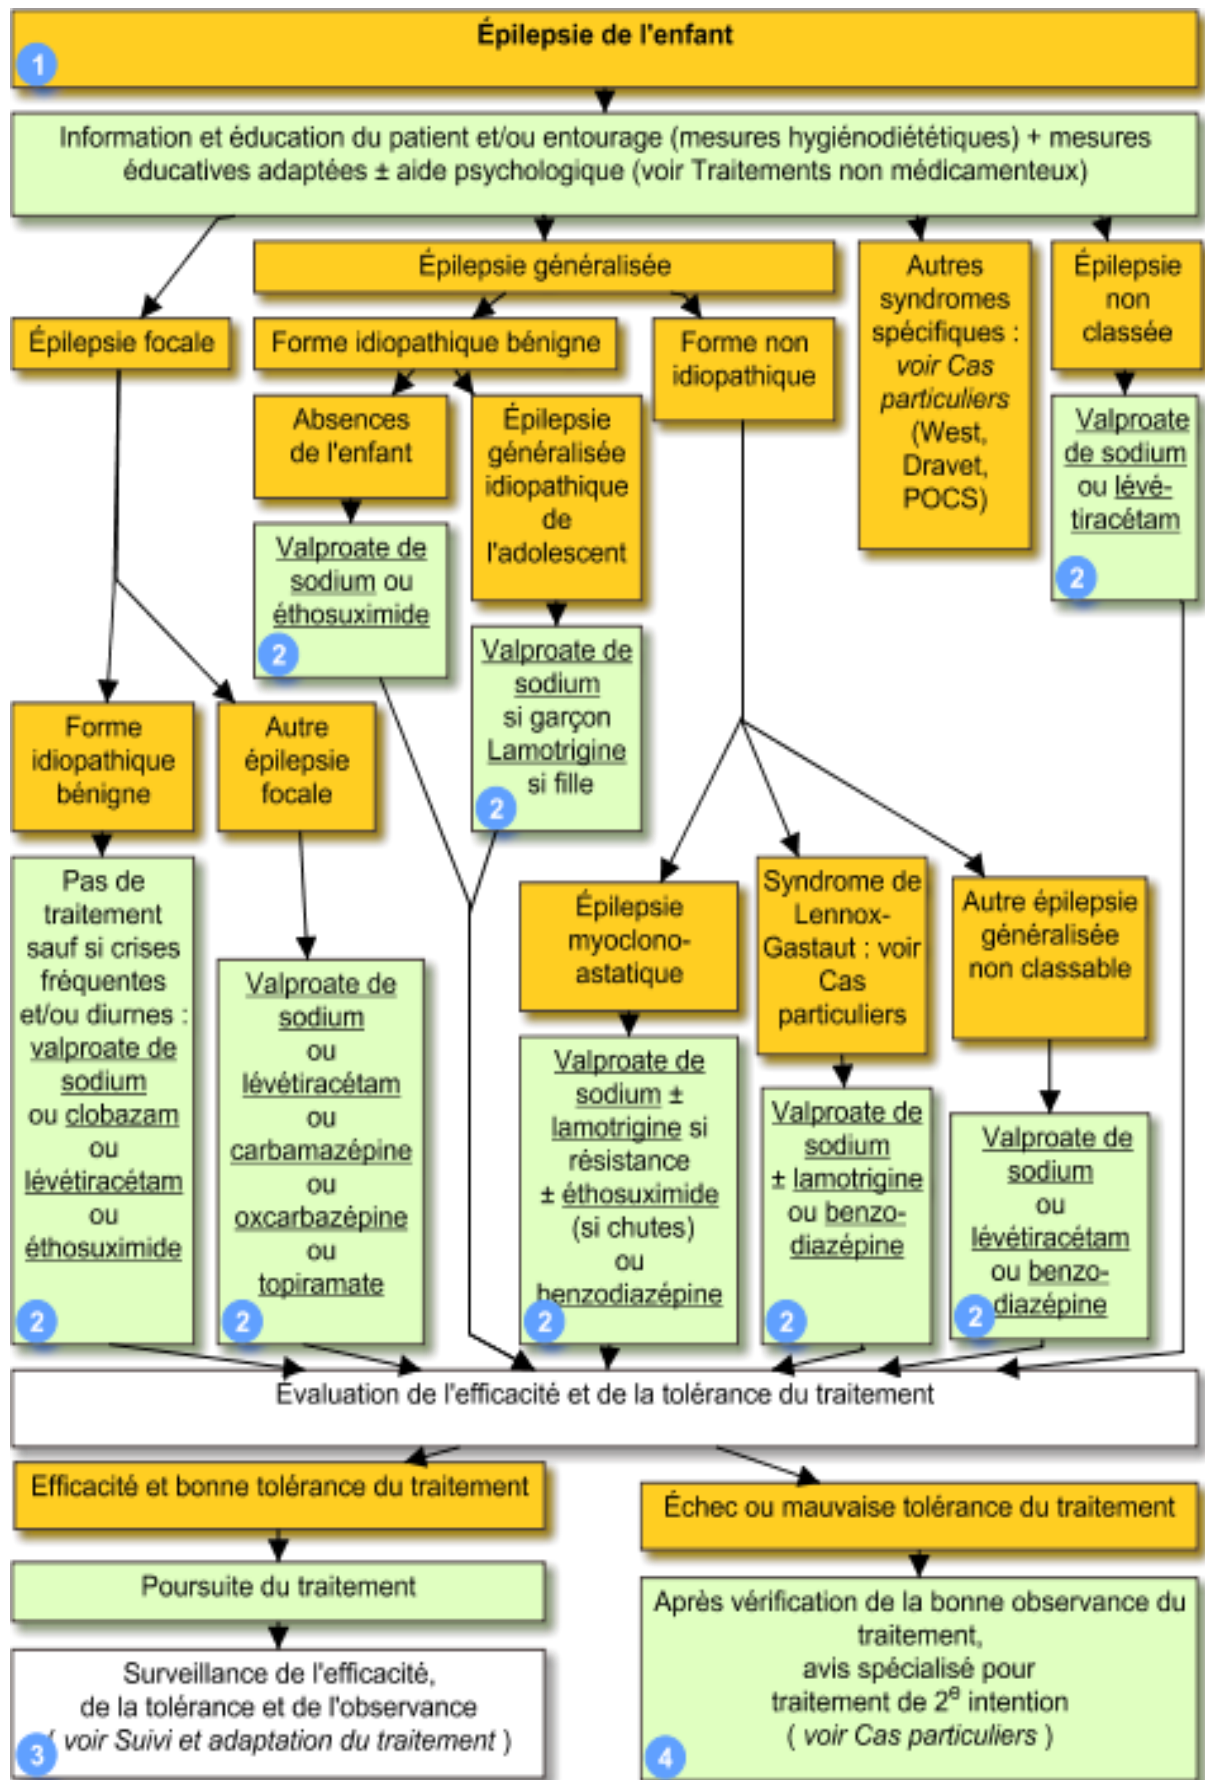 Épilepsie de l'enfant
1
Information et éducation du patient et/ou entourage (mesures hygiénodiététiques) + mesures
éducatives adaptées ± aide psychologique (voir Traitements non médicamenteux)
Épilepsie focale
Épilepsie généralisée
Forme idiopathique bénigne
Absences
de l'enfant
Valproate de
sodium ou
éthosuximide
2
Épilepsie
généralisée
idiopathique
de
l'adolescent
Valproate de
sodium
si garçon
Lamotrigine
si fille
2
Forme non
idiopathique
Autres
syndromes
spécifiques :
voir Cas
particuliers
(West,
Dravet,
POCS)
Épilepsie
non
classée
Valproate
de sodium
ou lévé-
tiracétam
2
Forme
idiopathique
bénigne
Pas de
traitement
sauf si crises
fréquentes
et/ou diurnes :
valproate de
sodium
ou clobazam
ou
lévétiracétam
ou
éthosuximide
2
Autre
épilepsie
focale
Valproate de
sodium
ou
lévétiracétam
ou
carbamazépine
ou
oxcarbazépine
ou
topiramate
2
Épilepsie
myoclono-
astatique
Valproate de
sodium ±
lamotrigine si
résistance
± éthosuximide
(si chutes)
ou
benzodiazépine
2
Syndrome de
Lennox-
Gastaut : voir
Cas
particuliers
Valproate de
sodium
± lamotrigine
ou benzo-
diazépine
2
Autre épilepsie
généralisée
non classable
Valproate de
sodium
ou
lévétiracétam
ou benzo-
diazépine
2
Evaluation de l'efficacité et de la tolérance du traitement
Efficacité et bonne tolérance du traitement
Poursuite du traitement
Surveillance de l'efficacité,
de la tolérance et de l'observance
( voir Suivi et adaptation du traitement )
3
Échec ou mauvaise tolérance du traitement
Après vérification de la bonne observance du
traitement,
avis spécialisé pour
traitement de 2e intention
( voir Cas particuliers )
4